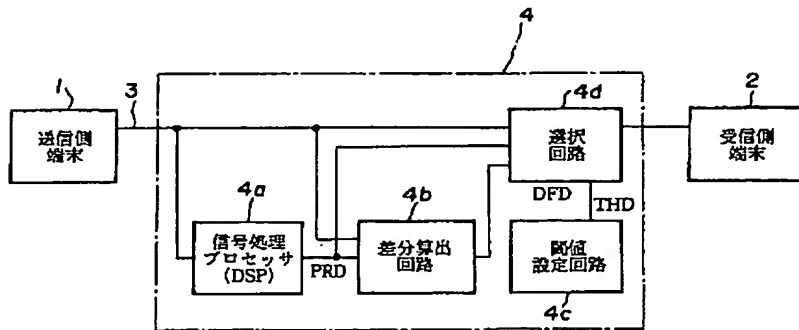 4
1
送信側
端末
3
4d
選択
回路
2
受信側
端末
4a
信号処理
プロセッサ
(DSP)
PRD
4b
差分算出
回路
DFD
THD
閾値
設定回路
4c